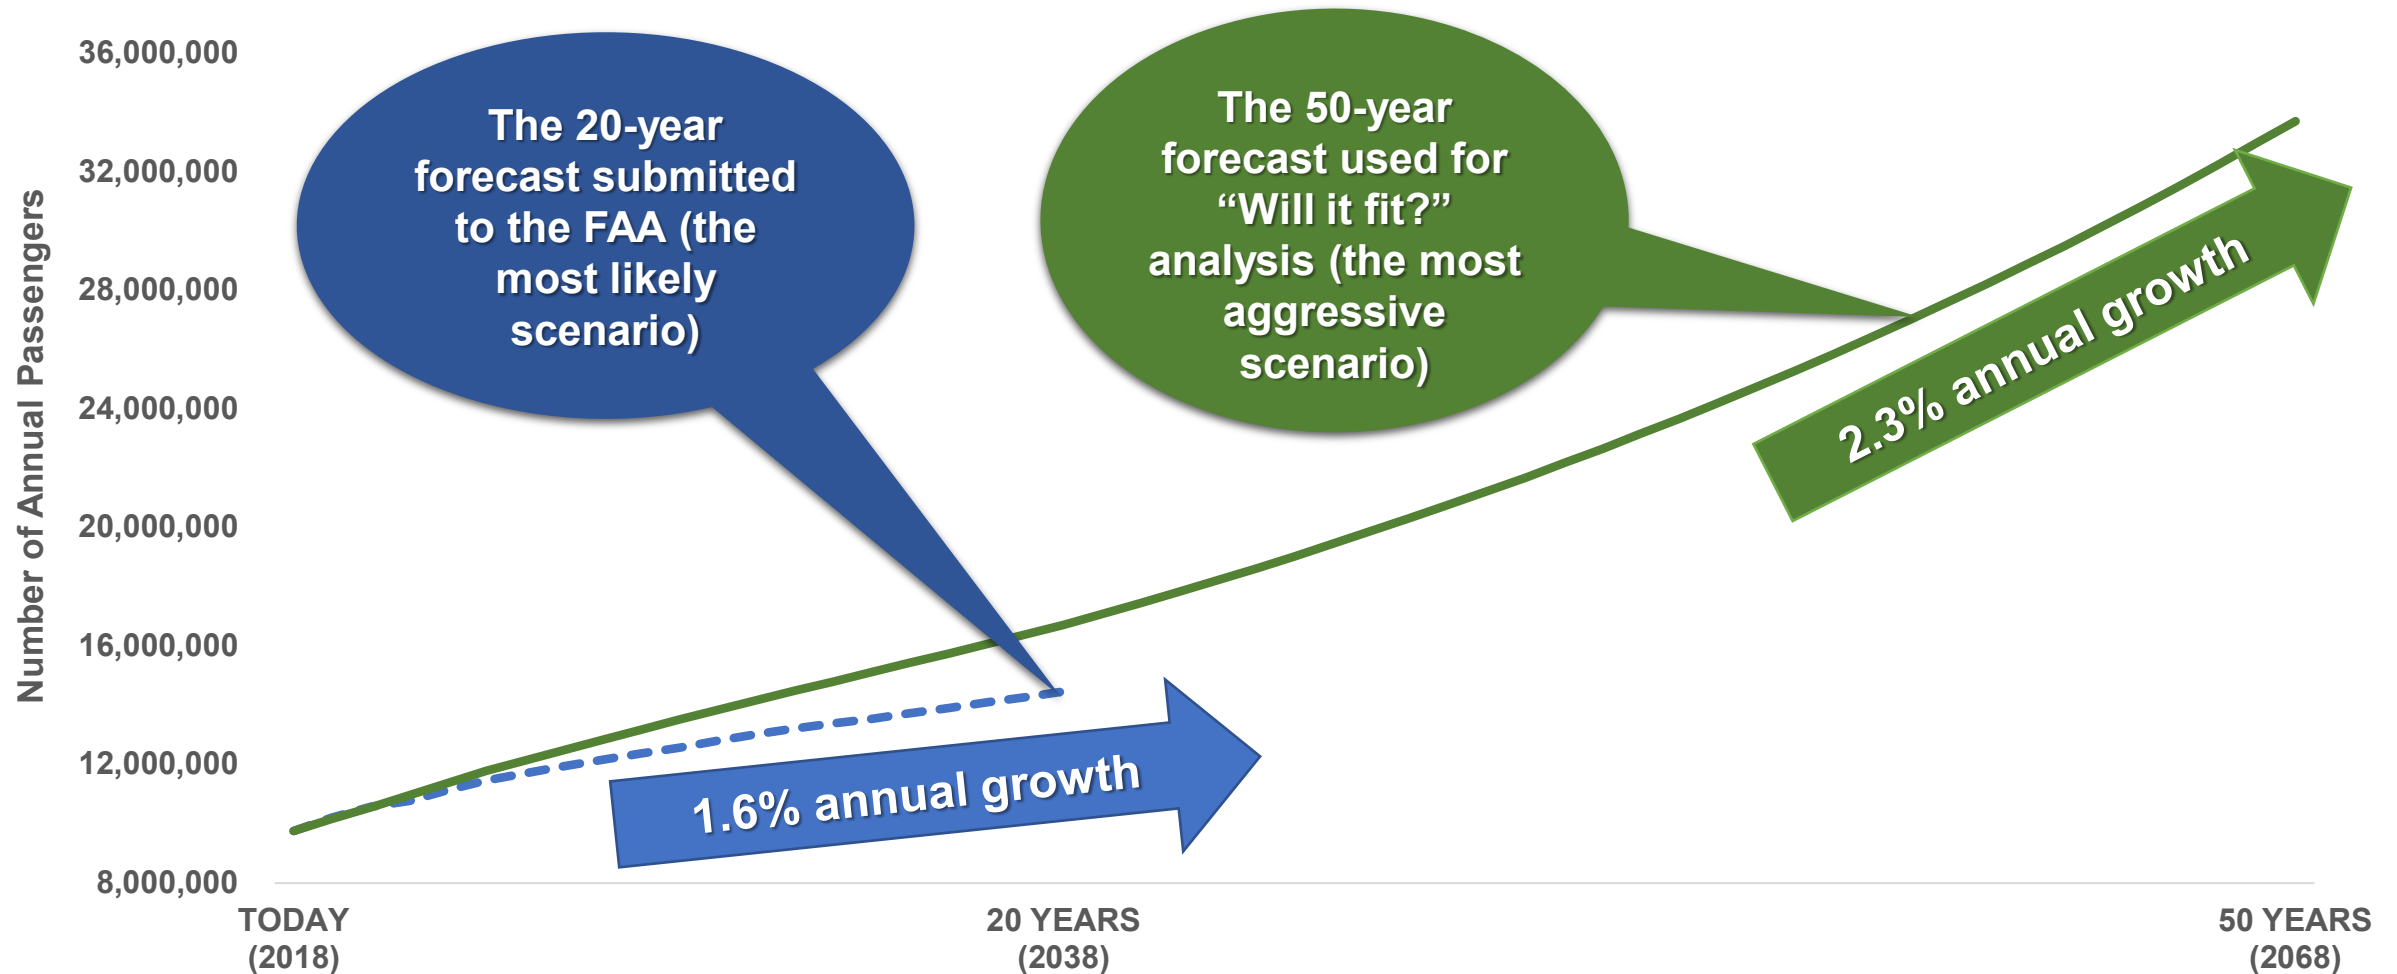 Number of Annual Passengers
36,000,000
32,000,000
28,000,000
24,000,000
20,000,000
16,000,000
12,000,000
8,000,000
The 20-year
forecast submitted
to the FAA (the
most likely
scenario)
The 50-year
forecast used for
“Will it fit?”
analysis (the most
aggressive
scenario)
2.3% annual growth
1.6% annual growth
TODAY
(2018)
20 YEARS
(2038)
50 YEARS
(2068)